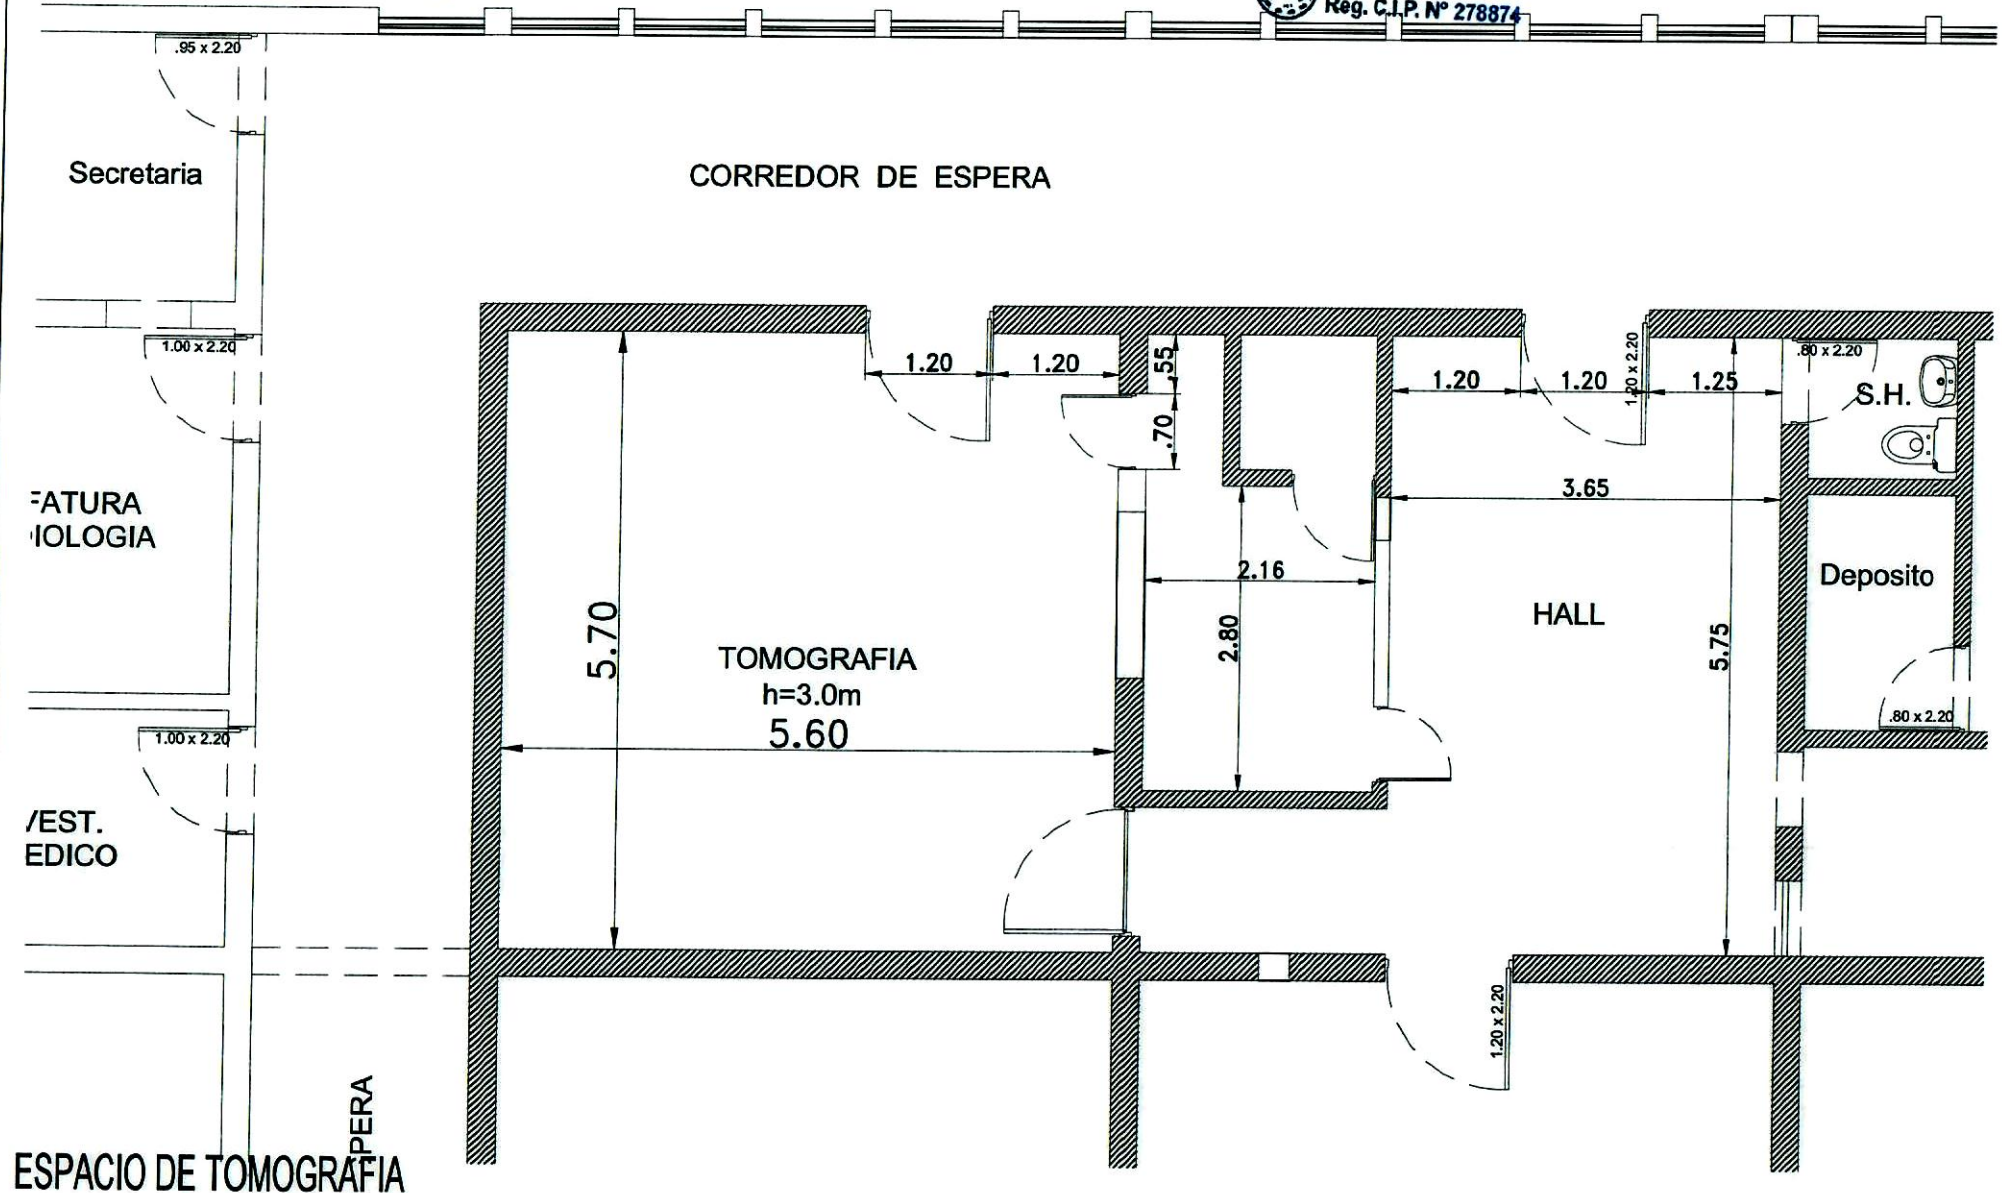 Reg. C.I.P. Nº 278874
.95 x 2.20
Secretaria
CORREDOR DE ESPERA
1.00 x 2.20
1.20
1.20
.55
.70
1.20
1.20
1.20 x 2.20
1.25
.80 x 2.20
S.H.
3.65
FATURA
IOLOGIA
2.16
Deposito
HALL
5.70
2.80
5.75
TOMOGRAFIA
h=3.0m
5.60
1.00 x 2.20
.80 x 2.20
VEST.
EDICO
1.20 x 2.20
PERA
ESPACIO DE TOMOGRAFIA